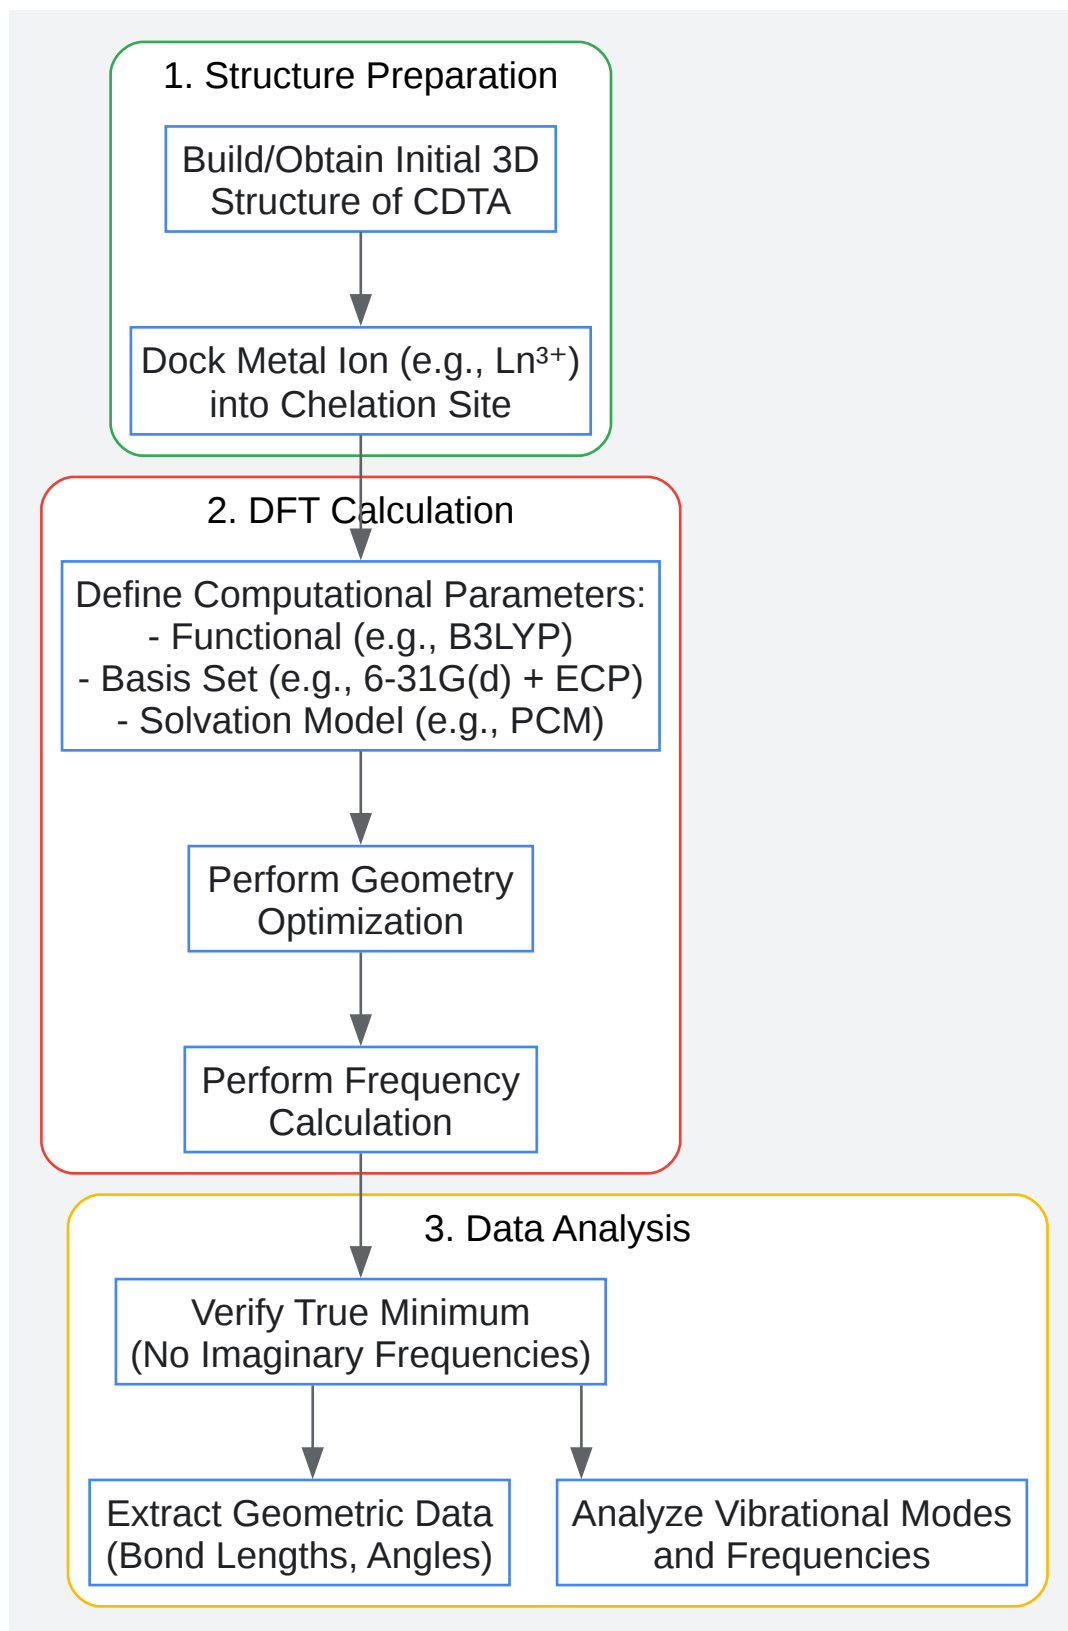 1. Structure Preparation
Build/Obtain Initial 3D
Structure of CDTA
Dock Metal Ion (e.g., Ln³⁺)
into Chelation Site
2. DFT Calculation
Define Computational Parameters:
- Functional (e.g., B3LYP)
- Basis Set (e.g., 6-31G(d) + ECP)
- Solvation Model (e.g., PCM)
Perform Geometry
Optimization
Perform Frequency
Calculation
3. Data Analysis
Verify True Minimum
(No Imaginary Frequencies)
Extract Geometric Data
(Bond Lengths, Angles)
Analyze Vibrational Modes
and Frequencies